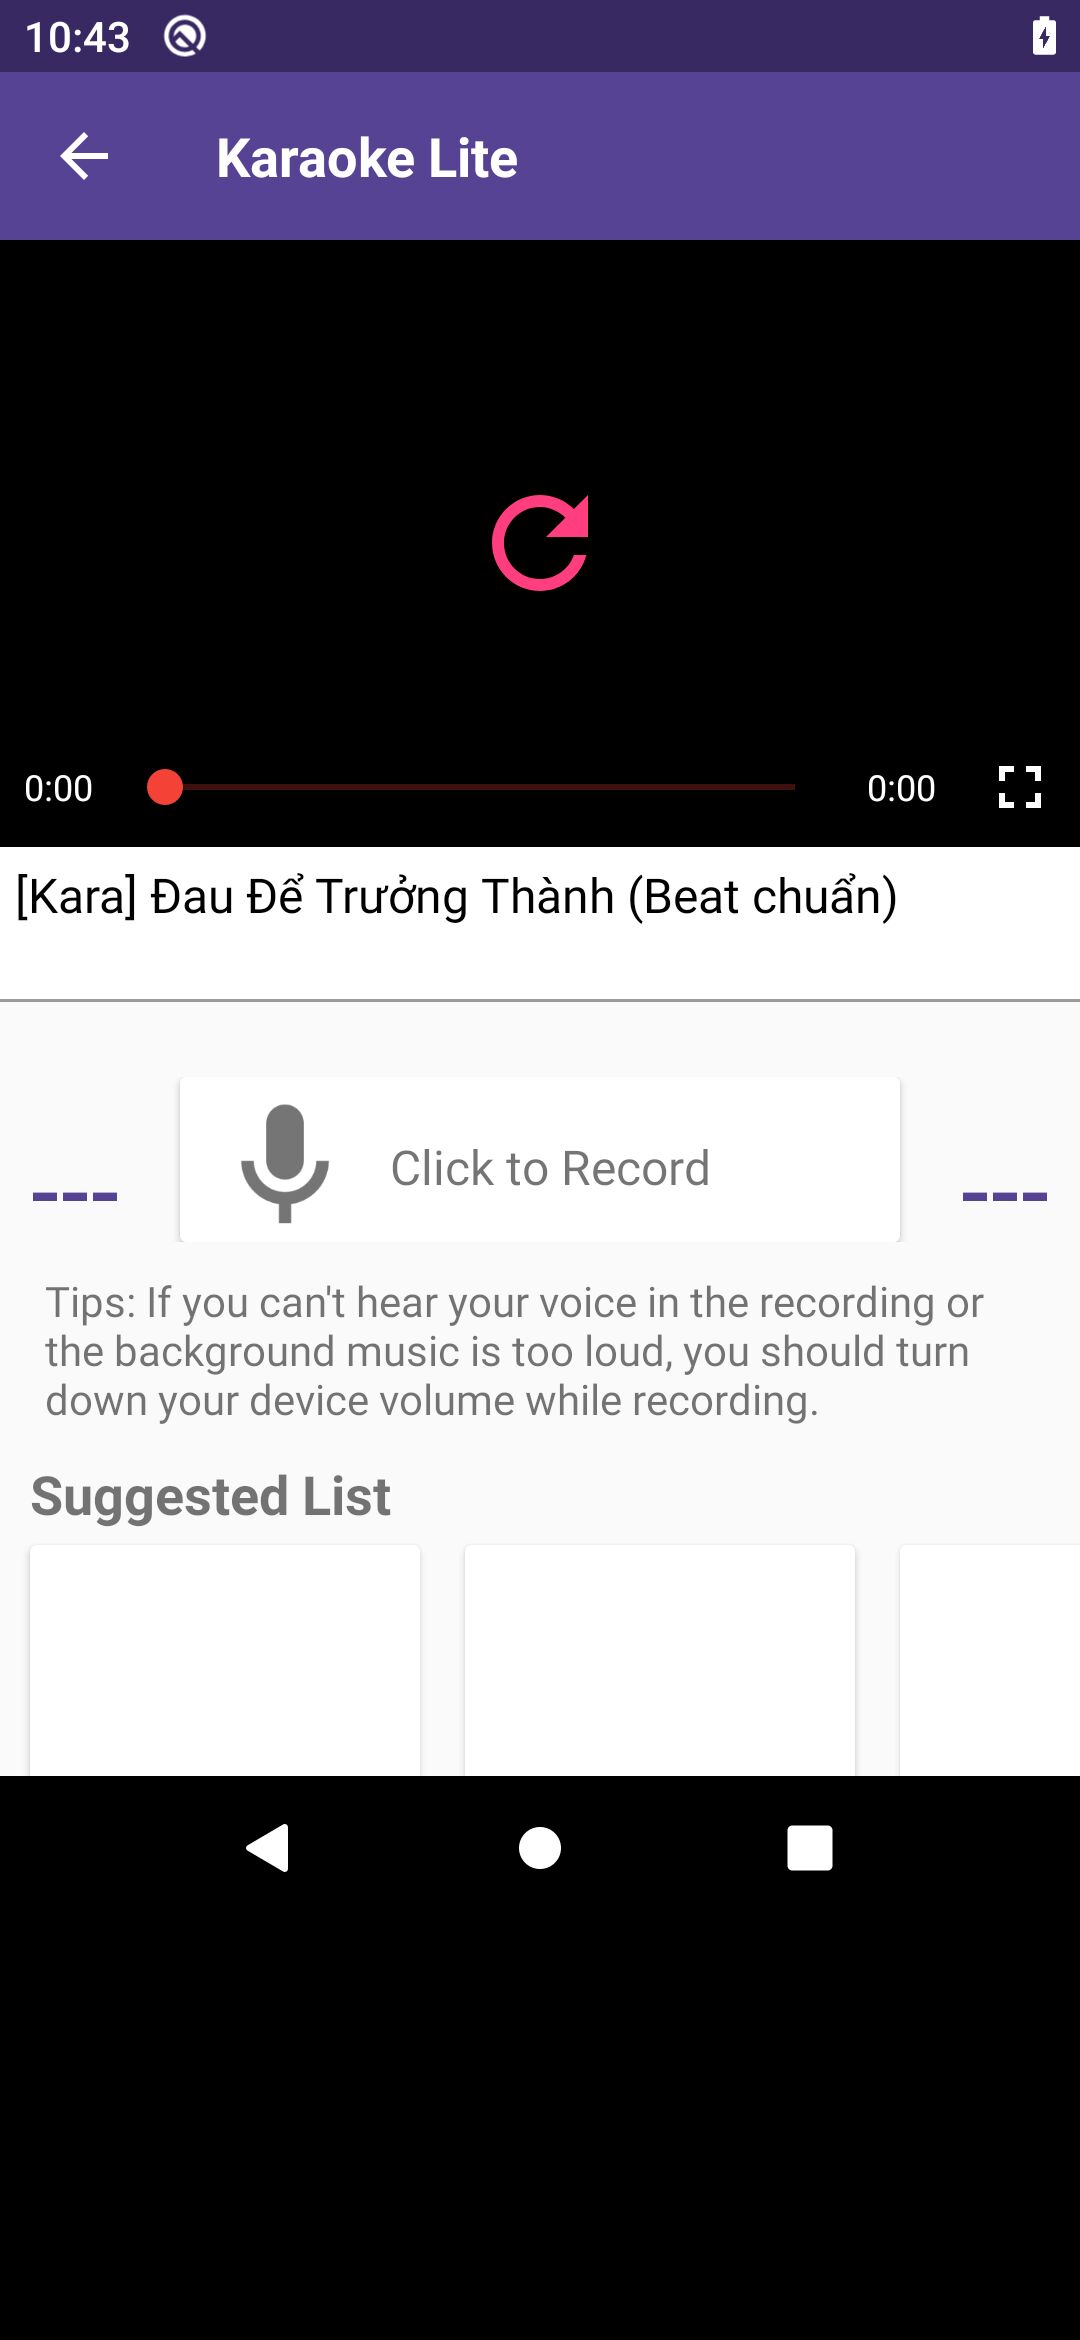 10:43
Karaoke Lite
0:00
0:00
[Kara] Đau Để Trưởng Thành (Beat chuẩn)
---
Click to Record
---
Tips: If you can't hear your voice in the recording or
the background music is too loud, you should turn
down your device volume while recording.
Suggested List